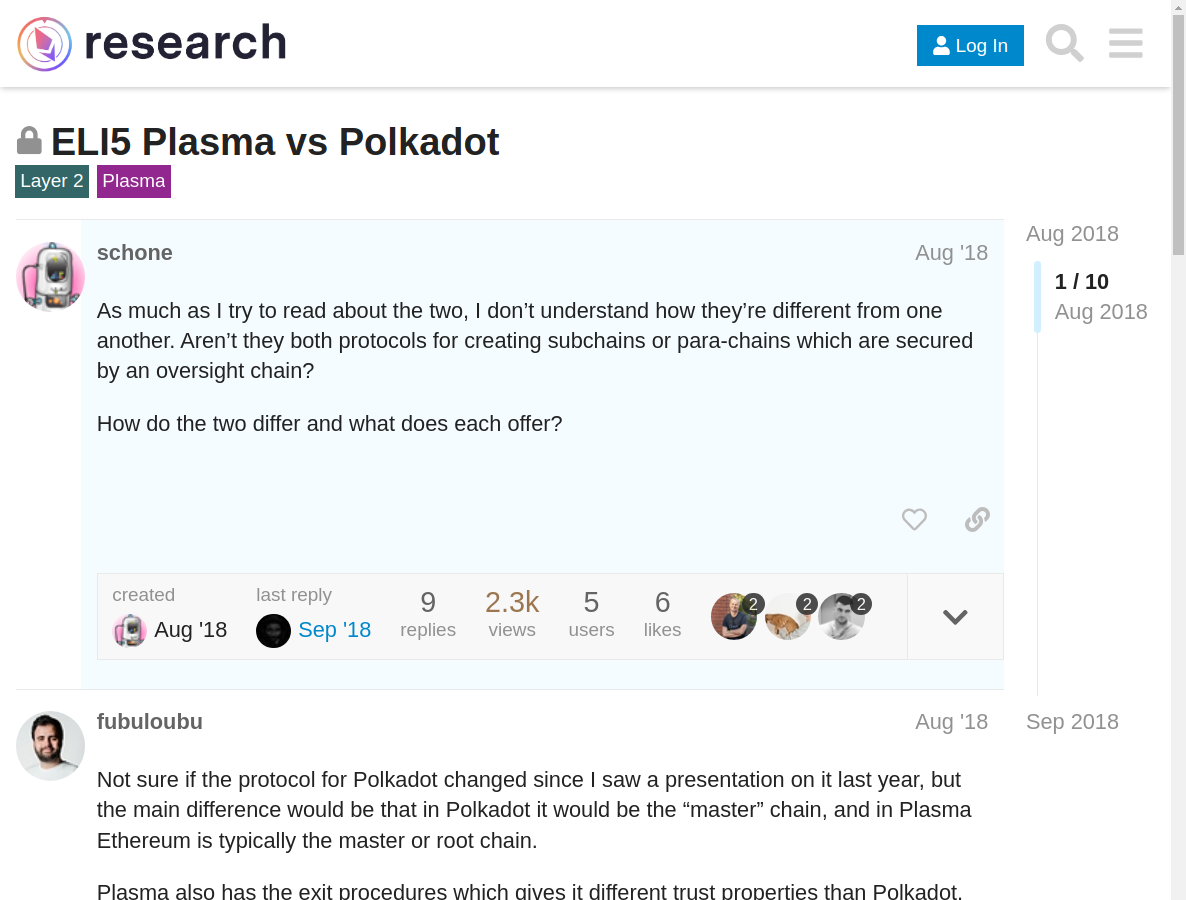 research
Log In
ELI5 Plasma vs Polkadot
Layer 2 Plasma
schone Aug '18
As much as I try to read about the two, I don’t understand how they’re different from one
another. Aren’t they both protocols for creating subchains or para-chains which are secured
by an oversight chain?
How do the two differ and what does each offer?
Aug 2018
1 / 10
Aug 2018
created last reply 9 2.3k 5 6 2 2 2
Aug '18 Sep '18 replies views users likes
fubuloubu Aug '18
Sep 2018
Not sure if the protocol for Polkadot changed since I saw a presentation on it last year, but
the main difference would be that in Polkadot it would be the “master” chain, and in Plasma
Ethereum is typically the master or root chain.
Plasma also has the exit procedures which gives it different trust properties than Polkadot.